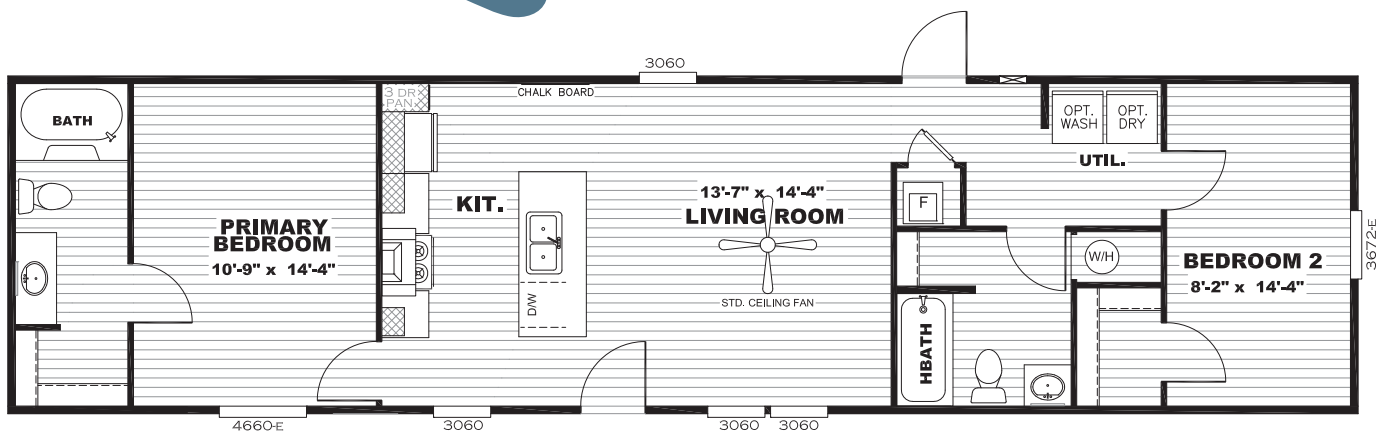 3060
3 DR
PAN.
CHALK BOARD
BATH
OPT.
WASH
OPT.
DRY
UTIL.
KIT.
13'-7" x 14'-4"
LIVING ROOM
F
PRIMARY
BEDROOM
10'-9" x 14'-4"
W/H
BEDROOM 2
8'-2" x 14'-4"
3672-E
D/W
STD. CEILING FAN
HBATH
4660-E
3060
3060
3060